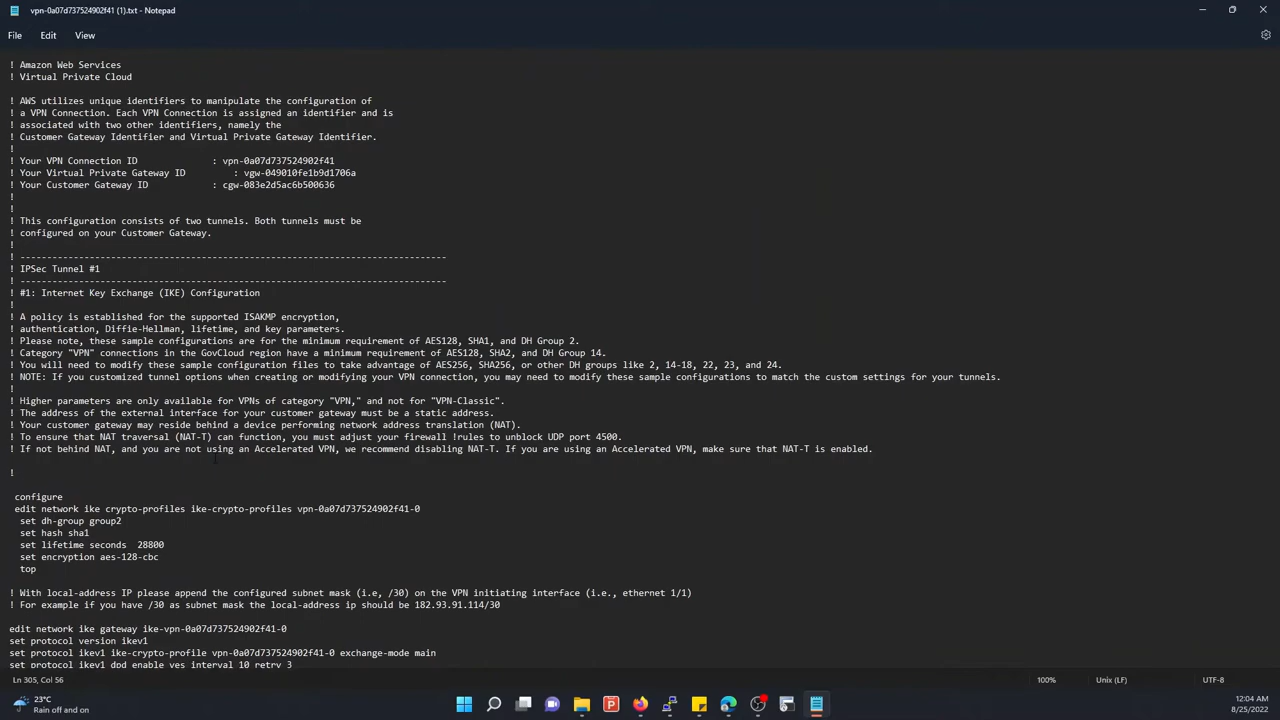 vpn-0a07d737524902f41 (1).txt - Notepad
File Edit View
! Amazon Web Services
! Virtual Private Cloud
! AWS utilizes unique identifiers to manipulate the configuration of
! a VPN Connection. Each VPN Connection is assigned an identifier and is
! associated with two other identifiers, namely the
! Customer Gateway Identifier and Virtual Private Gateway Identifier.
!
! Your VPN Connection ID : vpn-0a07d737524902f41
! Your Virtual Private Gateway ID : vgw-049010fe1b9d1706a
! Your Customer Gateway ID : cgw-083e2d5ac6b500636
!
!
! This configuration consists of two tunnels. Both tunnels must be
! configured on your Customer Gateway.
!
! --------------------------------------------------------------------------------
! IPSec Tunnel #1
! --------------------------------------------------------------------------------
! #1: Internet Key Exchange (IKE) Configuration
!
! A policy is established for the supported ISAKMP encryption,
! authentication, Diffie-Hellman, lifetime, and key parameters.
! Please note, these sample configurations are for the minimum requirement of AES128, SHA1, and DH Group 2.
! Category "VPN" connections in the GovCloud region have a minimum requirement of AES128, SHA2, and DH Group 14.
! You will need to modify these sample configuration files to take advantage of AES256, SHA256, or other DH groups like 2, 14-18, 22, 23, and 24.
! NOTE: If you customized tunnel options when creating or modifying your VPN connection, you may need to modify these sample configurations to match the custom settings for your tunnels.
!
! Higher parameters are only available for VPNs of category "VPN," and not for "VPN-Classic".
! The address of the external interface for your customer gateway must be a static address.
! Your customer gateway may reside behind a device performing network address translation (NAT).
! To ensure that NAT traversal (NAT-T) can function, you must adjust your firewall !rules to unblock UDP port 4500.
! If not behind NAT, and you are not using an Accelerated VPN, we recommend disabling NAT-T. If you are using an Accelerated VPN, make sure that NAT-T is enabled.
!
configure
edit network ike crypto-profiles ike-crypto-profiles vpn-0a07d737524902f41-0
set dh-group group2
set hash sha1
set lifetime seconds 28800
set encryption aes-128-cbc
top
! With local-address IP please append the configured subnet mask (i.e, /30) on the VPN initiating interface (i.e., ethernet 1/1)
! For example if you have /30 as subnet mask the local-address ip should be 182.93.91.114/30
edit network ike gateway ike-vpn-0a07d737524902f41-0
set protocol version ikev1
set protocol ikev1 ike-crypto-profile vpn-0a07d737524902f41-0 exchange-mode main
set protocol ikev1 dpd enable yes interval 10 retry 3
Ln 305, Col 56 100% Unix (LF) UTF-8
23°C
Rain off and on
12:04 AM
8/25/2022